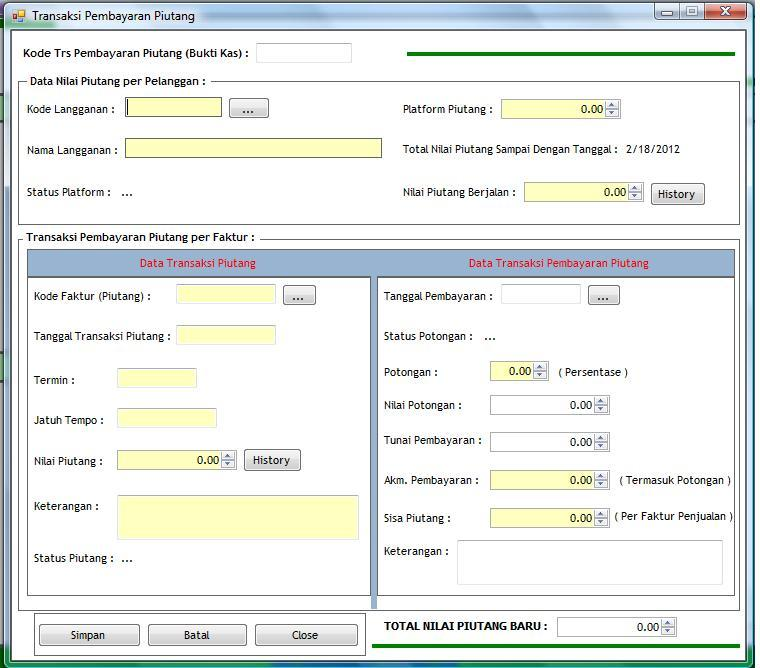 Transaksi Pembayaran Piutang
Kode Trs Pembayaran Piutang (Bukti Kas) :
Data Nilai Piutang per Pelanggan :
Kode Langganan : ... Platform Piutang : 0.00
Nama Langganan : Total Nilai Piutang Sampai Dengan Tanggal : 2/18/2012
Status Platform : ... Nilai Piutang Berjalan : 0.00 History
Transaksi Pembayaran Piutang per Faktur :
Data Transaksi Piutang
Kode Faktur (Piutang) : ...
Tanggal Transaksi Piutang :
Termin :
Jatuh Tempo :
Nilai Piutang : 0.00 History
Keterangan :
Status Piutang : ...
Data Transaksi Pembayaran Piutang
Tanggal Pembayaran : ...
Status Potongan : ...
Potongan : 0.00 ( Persentase )
Nilai Potongan : 0.00
Tunai Pembayaran : 0.00
Akm. Pembayaran : 0.00 ( Termasuk Potongan )
Sisa Piutang : 0.00 ( Per Faktur Penjualan )
Keterangan :
Simpan Batal Close
TOTAL NILAI PIUTANG BARU : 0.00